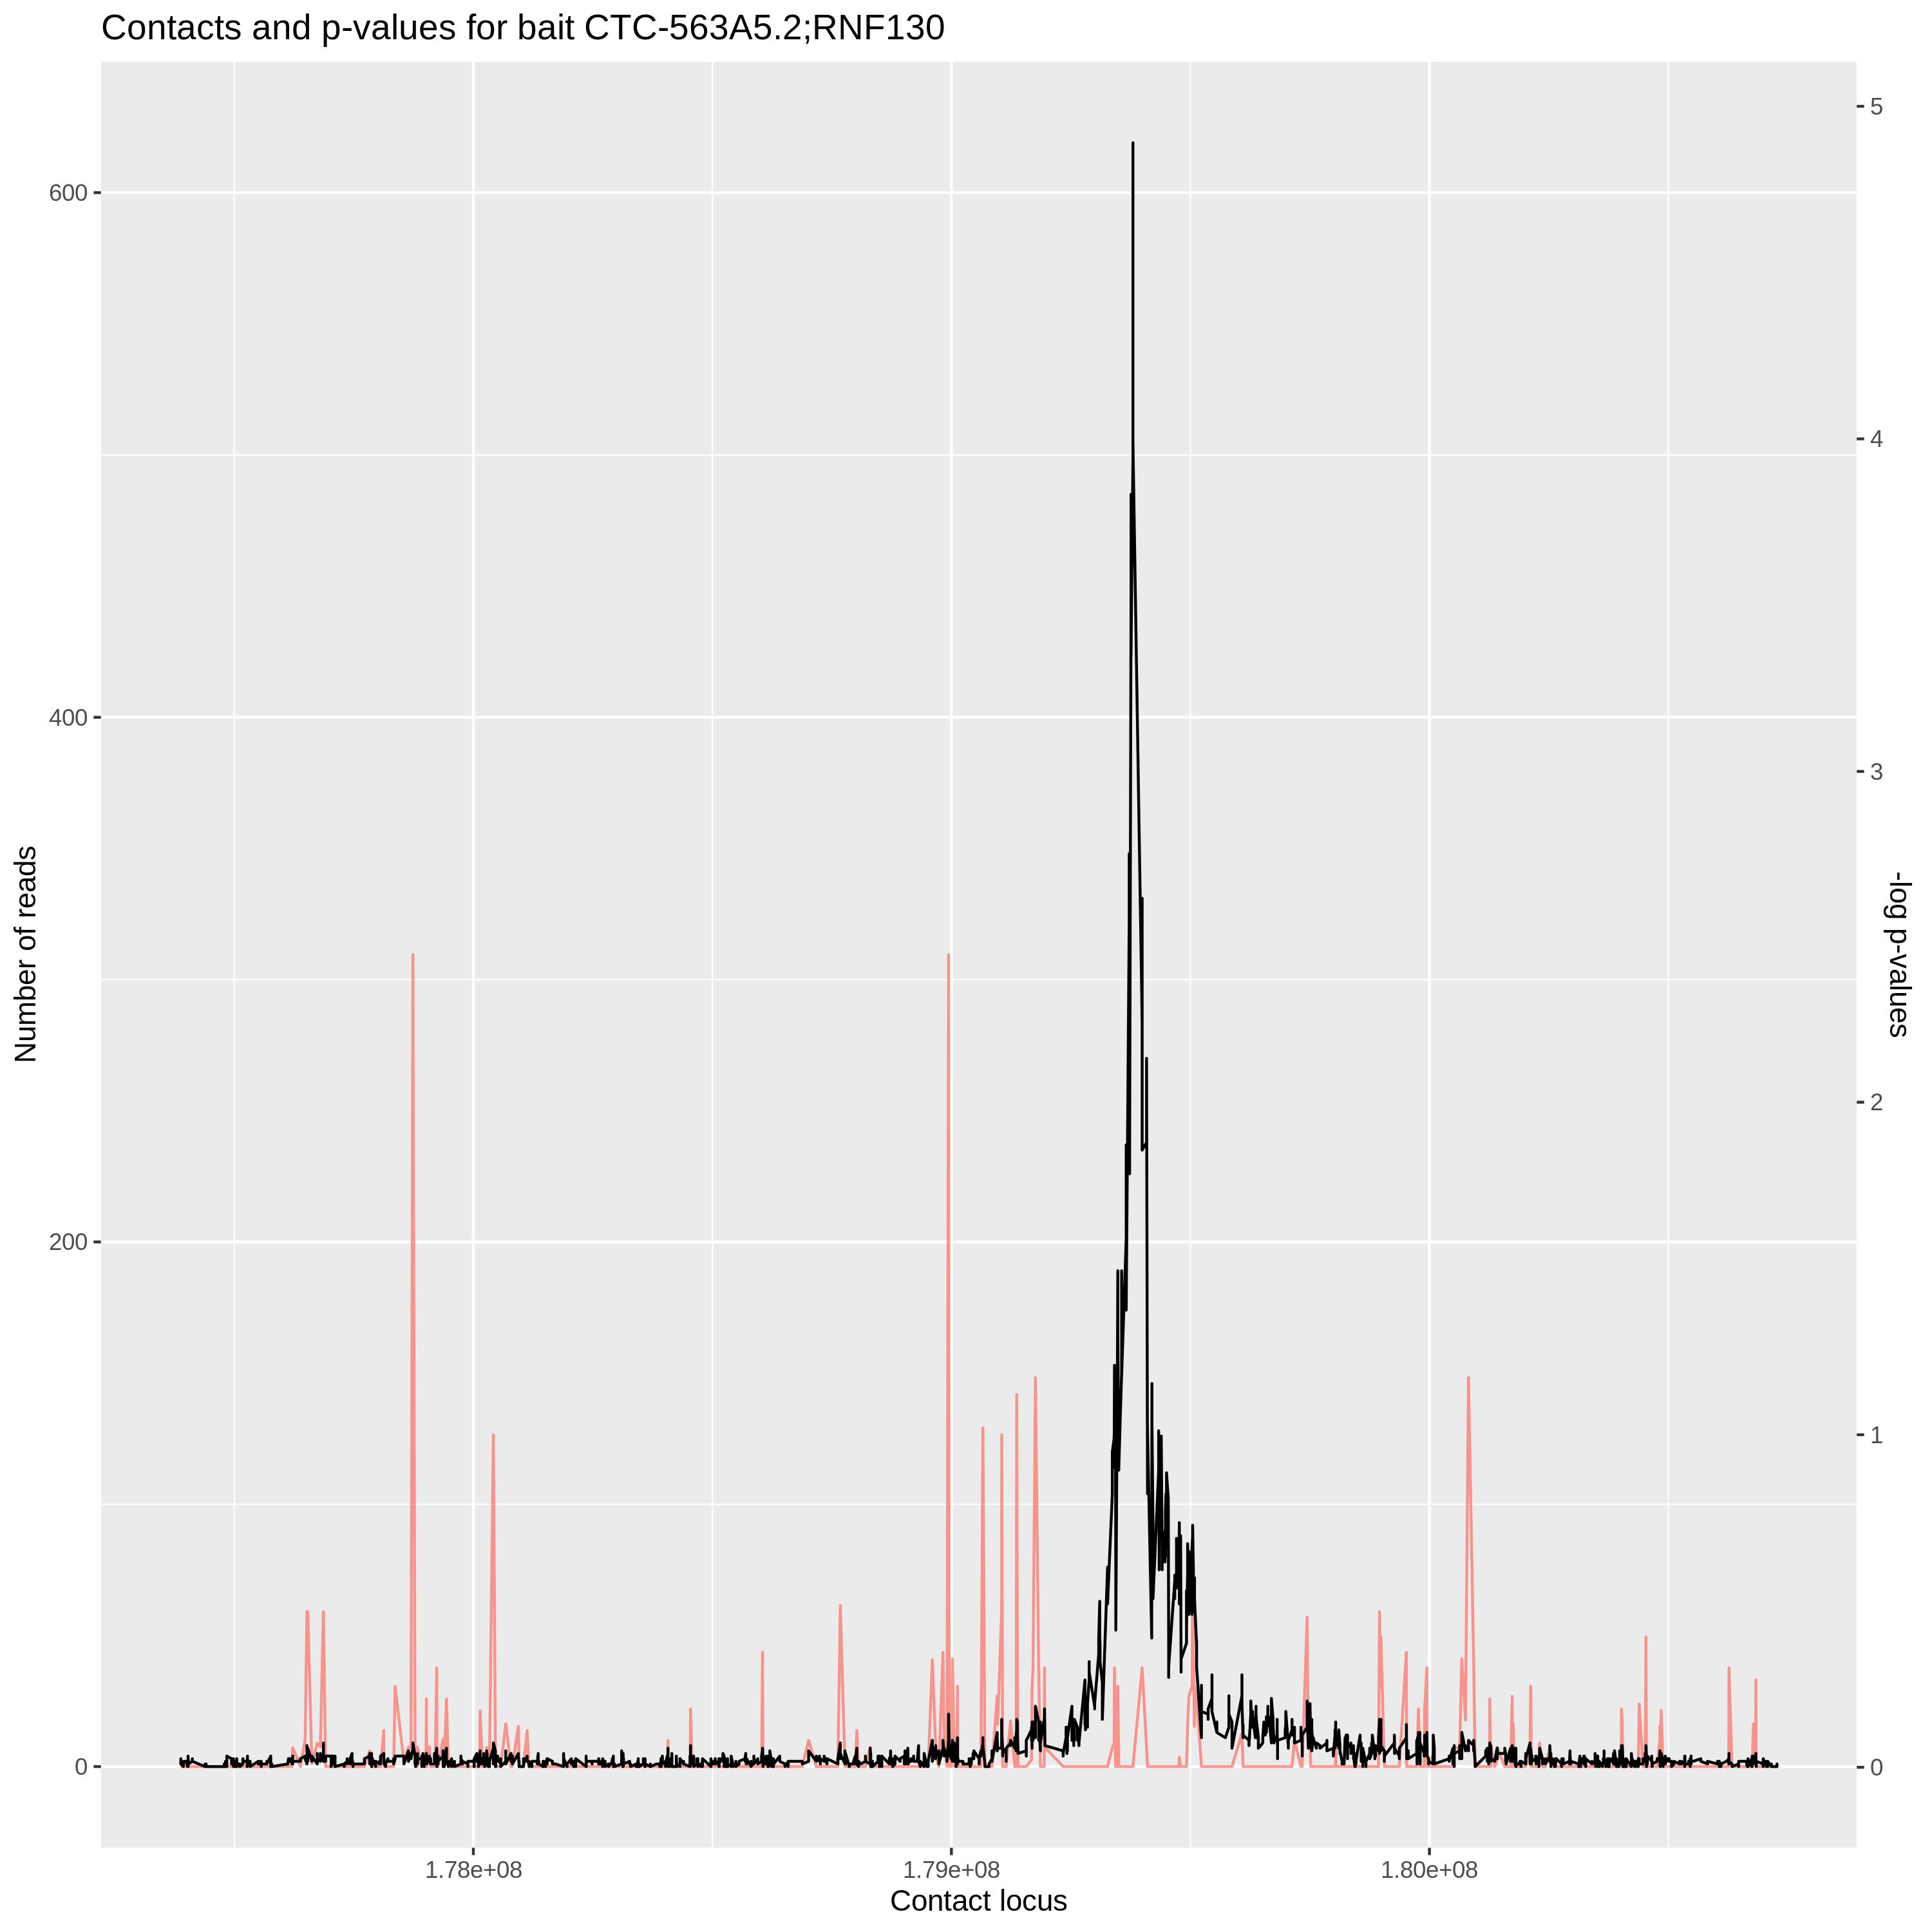 Contacts and p-values for bait CTC-563A5.2;RNF130
600
400
200
0
Number of reads
5
4
3
2
1
0
-log p-values
1.78e+08
1.79e+08
1.80e+08
Contact locus